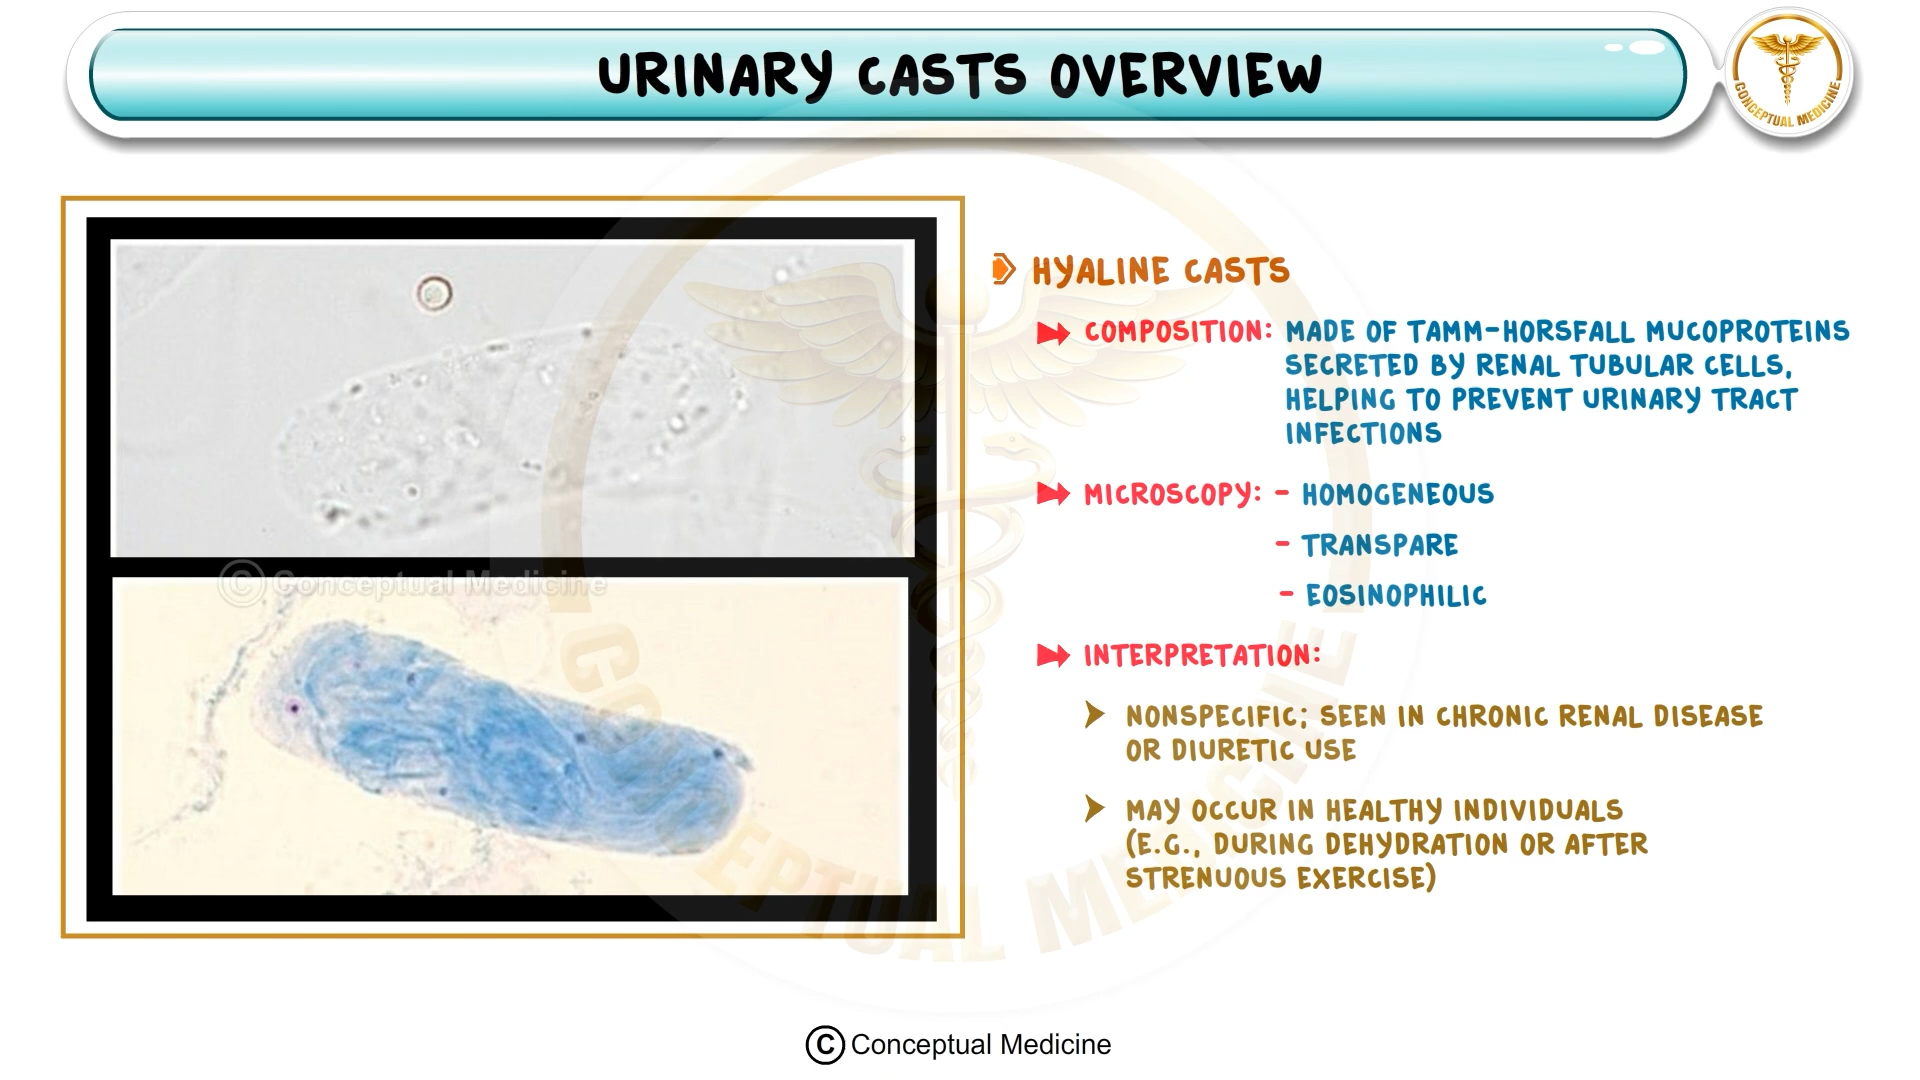 URINARY CASTS OVERVIEW
CONCEPTUAL MEDICINE
HYALINE CASTS
COMPOSITION: MADE OF TAMM-HORSFALL MUCOPROTEINS
SECRETED BY RENAL TUBULAR CELLS,
HELPING TO PREVENT URINARY TRACT
INFECTIONS
MICROSCOPY: - HOMOGENEOUS
- TRANSPARE
- EOSINOPHILIC
INTERPRETATION:
NONSPECIFIC; SEEN IN CHRONIC RENAL DISEASE
OR DIURETIC USE
MAY OCCUR IN HEALTHY INDIVIDUALS
(E.G., DURING DEHYDRATION OR AFTER
STRENUOUS EXERCISE)
© Conceptual Medicine
CONCEPTUAL MEDICINE
© Conceptual Medicine